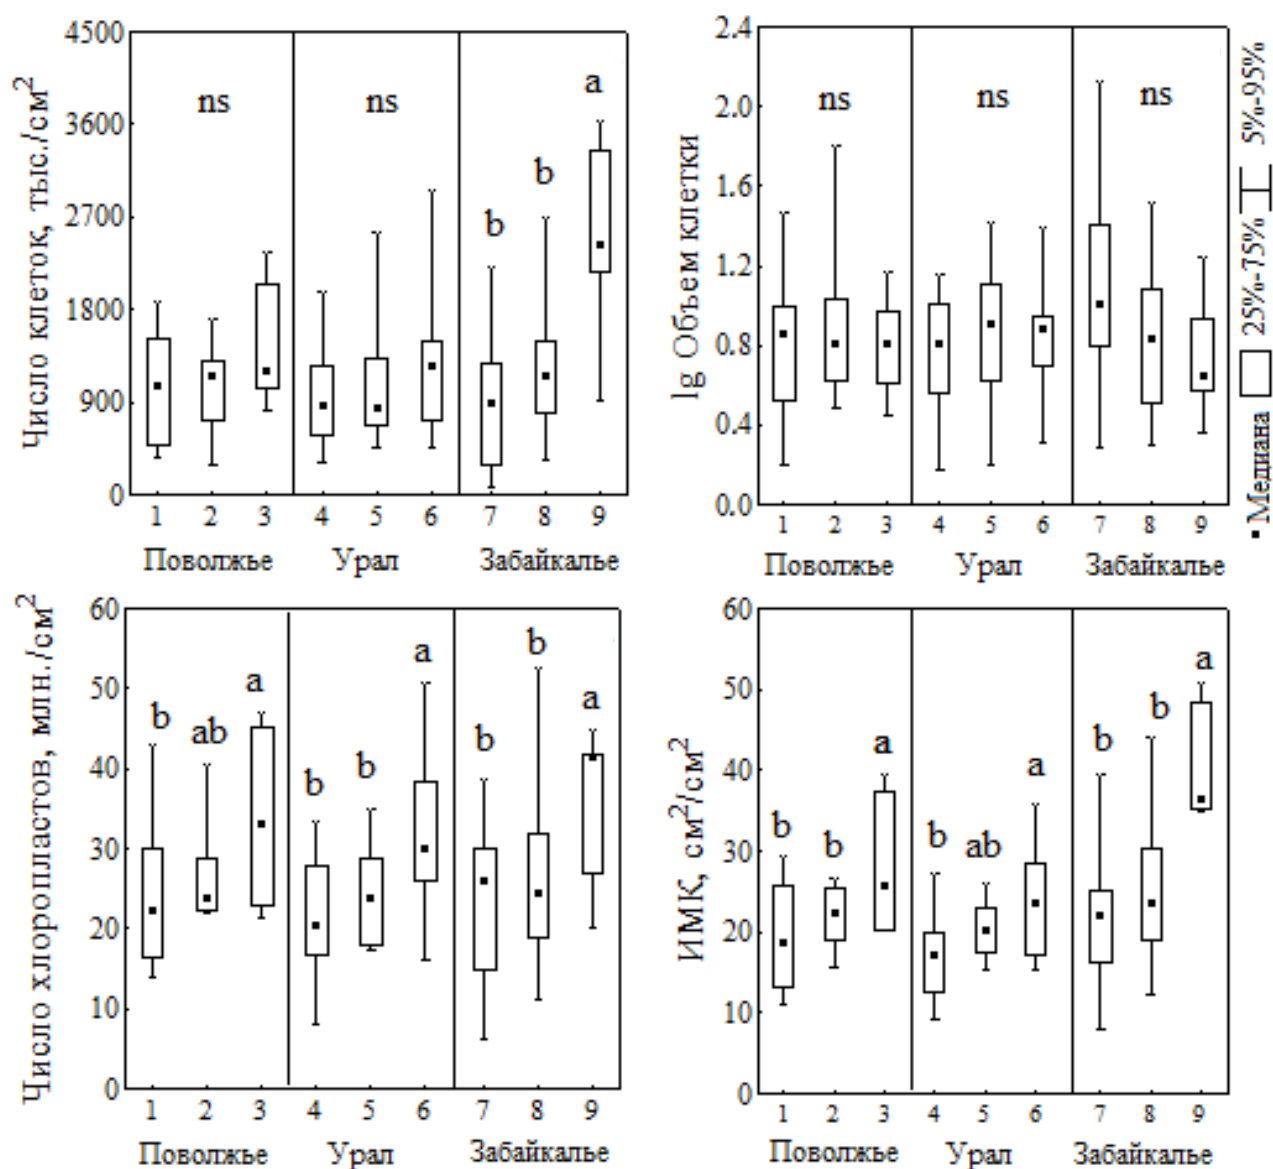 Число клеток, тыс./см²
4500
3600
2700
1800
900
0
ns
ns
b
b
a
1 2 3 4 5 6 7 8 9
Поволжье Урал Забайкалье
lg Объем клетки
2.4
2.0
1.6
1.2
0.8
0.4
0.0
ns
ns
ns
1 2 3 4 5 6 7 8 9
Поволжье Урал Забайкалье
Медиана 25%-75% 5%-95%
Число хлоропластов, млн./см²
60
50
40
30
20
10
0
b
ab
a
b
b
a
b
b
a
1 2 3 4 5 6 7 8 9
Поволжье Урал Забайкалье
ИМК, см²/см²
60
50
40
30
20
10
0
b
b
a
b
ab
a
b
b
a
1 2 3 4 5 6 7 8 9
Поволжье Урал Забайкалье